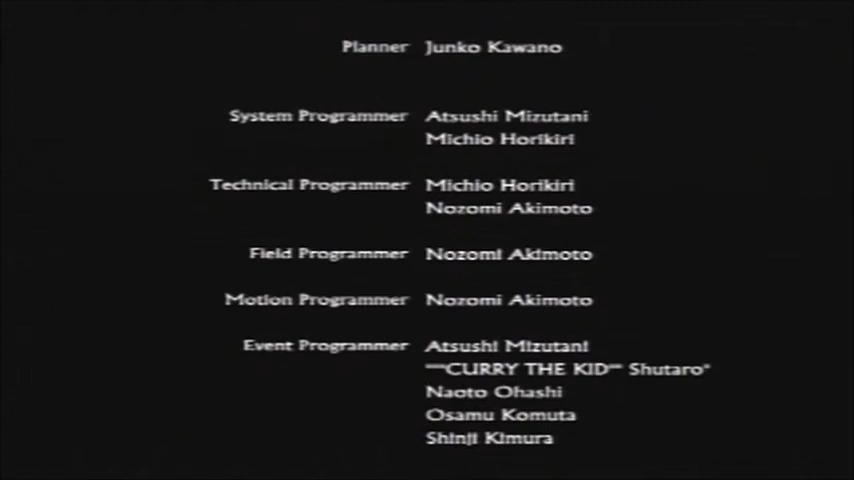 Planner Junko Kawano
System Programmer Atsushi Mizutani
Michio Horikiri
Technical Programmer Michio Horikiri
Nozomi Akimoto
Field Programmer Nozomi Akimoto
Motion Programmer Nozomi Akimoto
Event Programmer Atsushi Mizutani
""CURRY THE KID"" Shutaro"
Naoto Ohashi
Osamu Komuta
Shinji Kimura